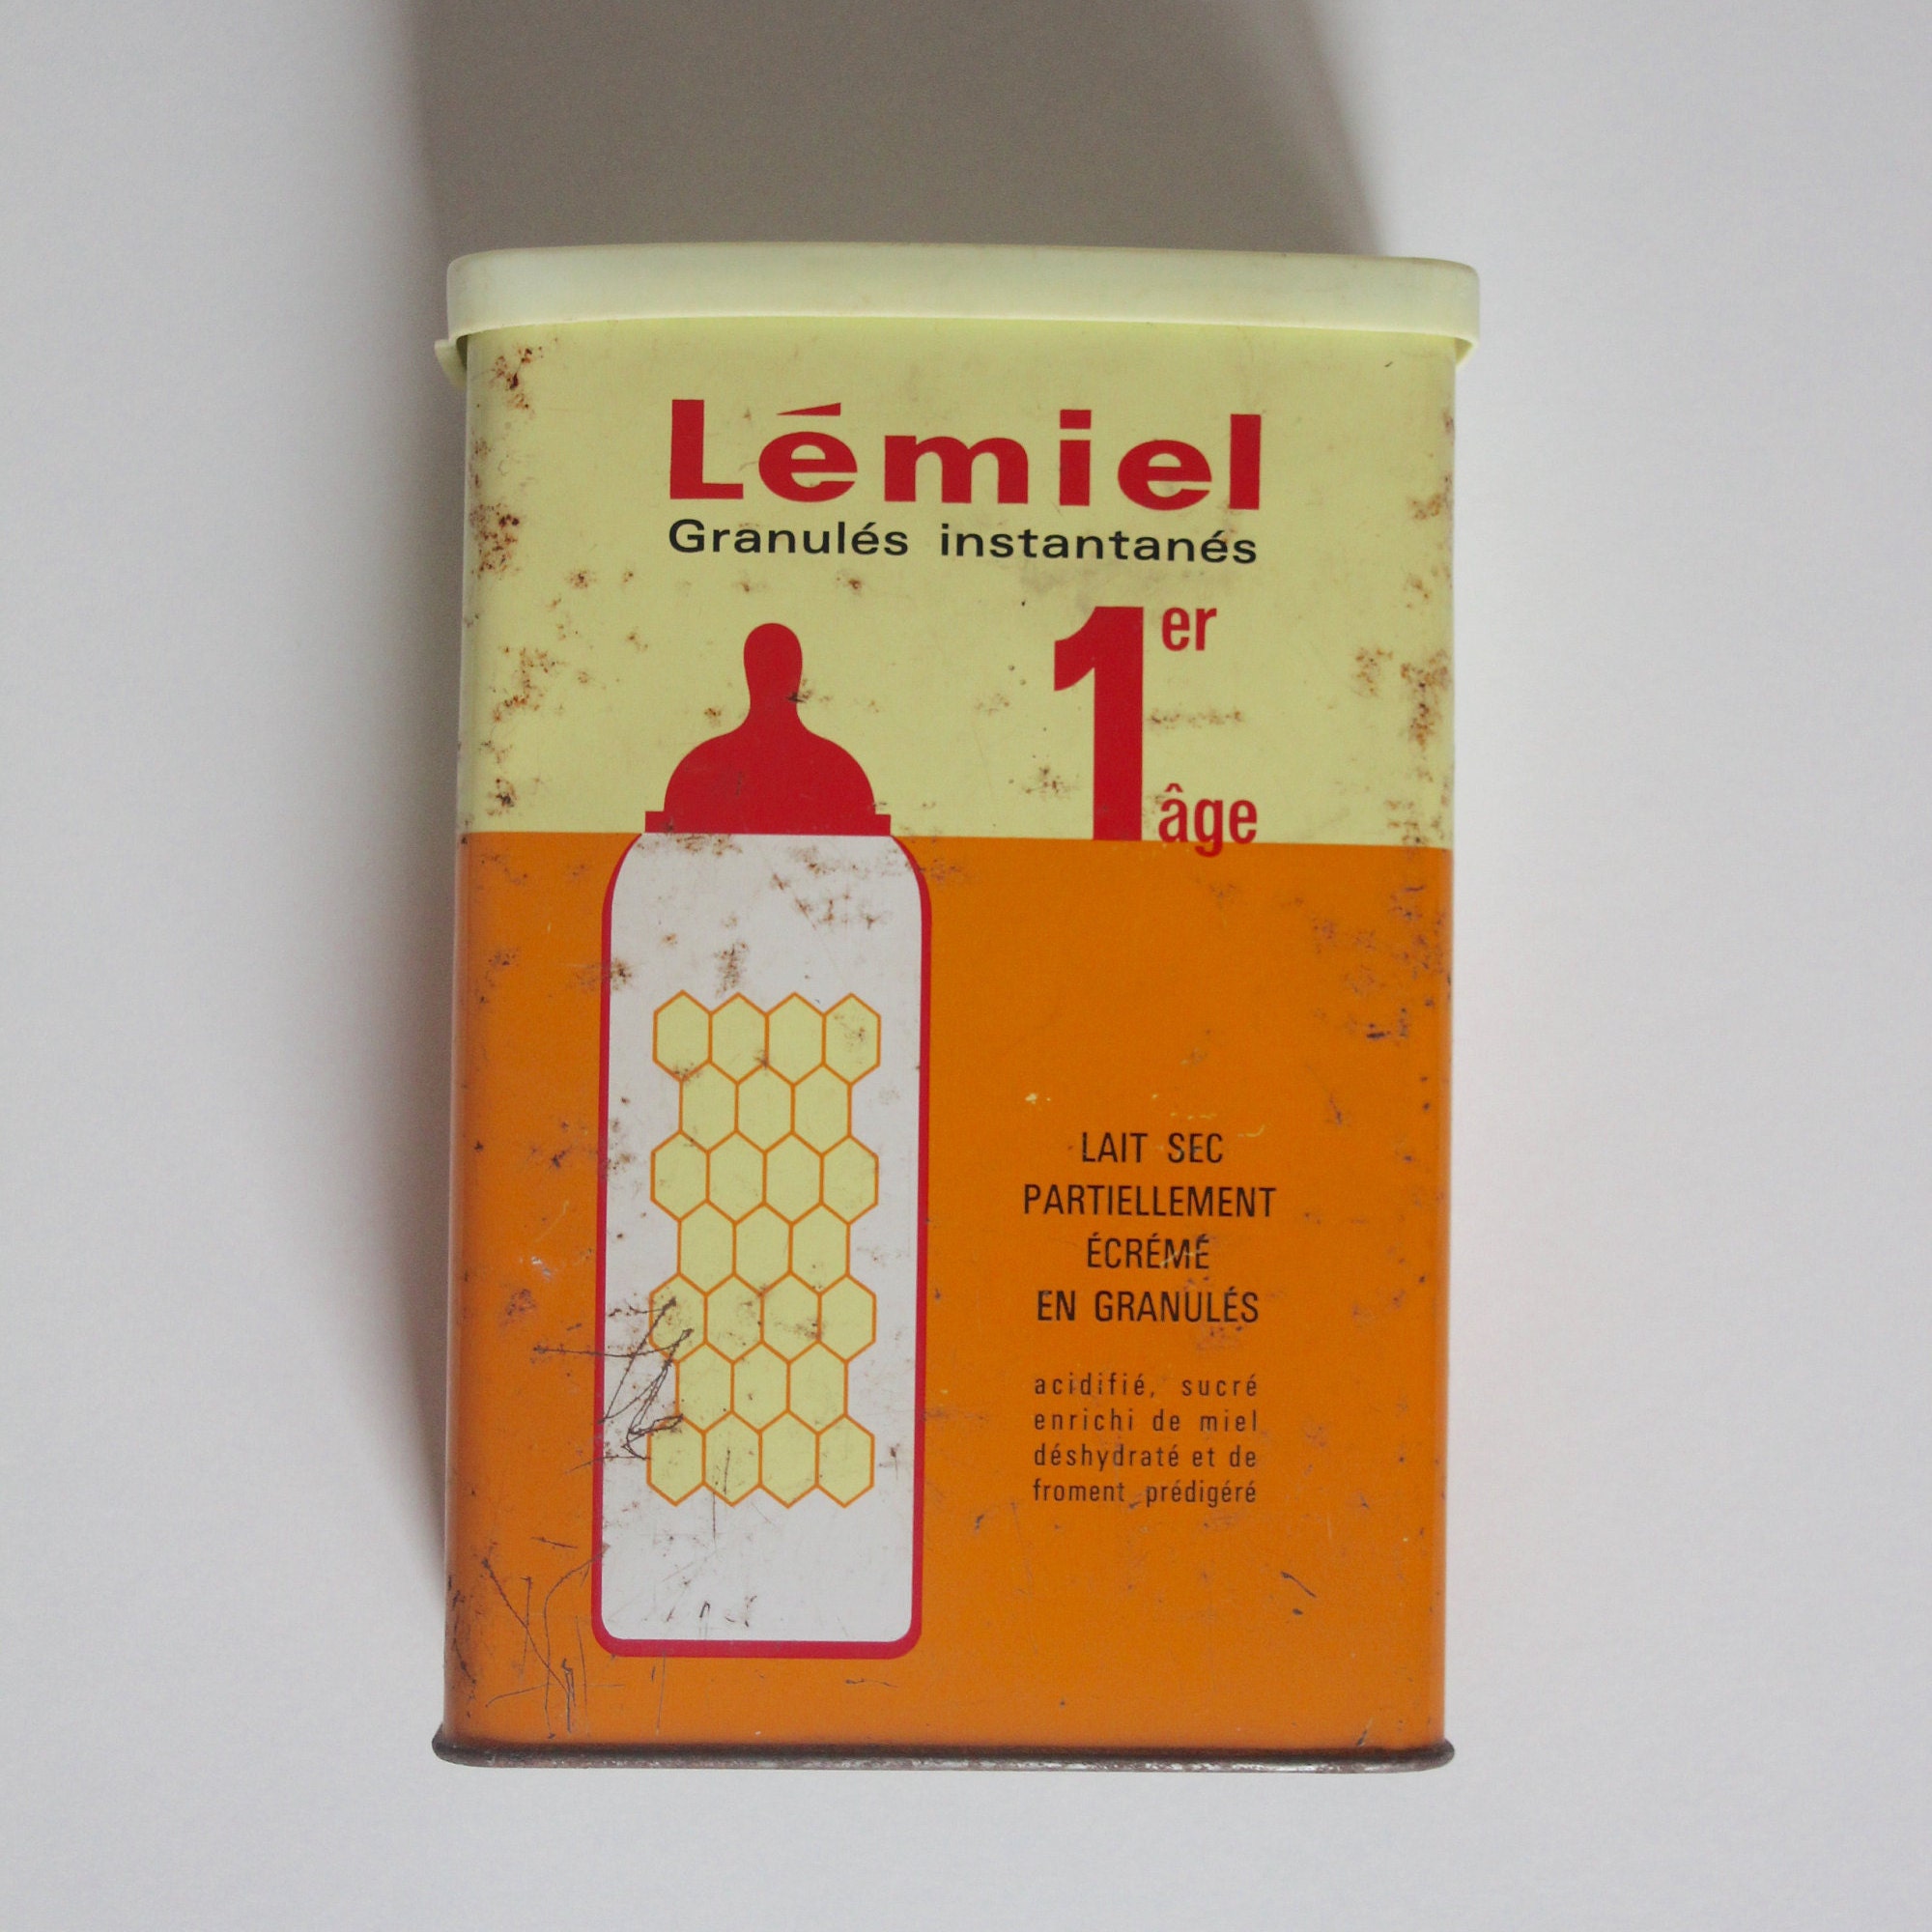 Lémiel
Granulés instantanés
1er
âge
LAIT SEC
PARTIELLEMENT
ÉCRÉMÉ
EN GRANULÉS
acidifié, sucré
enrichi de miel
déshydraté et de
froment prédigéré